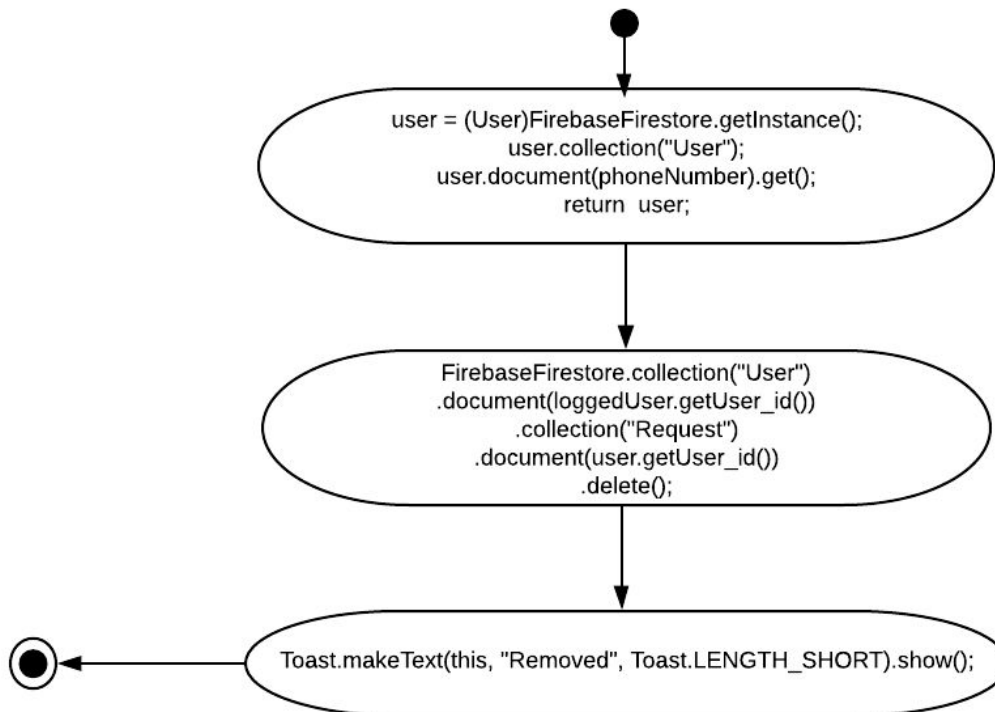 user = (User)FirebaseFirestore.getInstance();
user.collection("User");
user.document(phoneNumber).get();
return user;
FirebaseFirestore.collection("User")
.document(loggedUser.getUser_id())
.collection("Request")
.document(user.getUser_id())
.delete();
Toast.makeText(this, "Removed", Toast.LENGTH_SHORT).show();